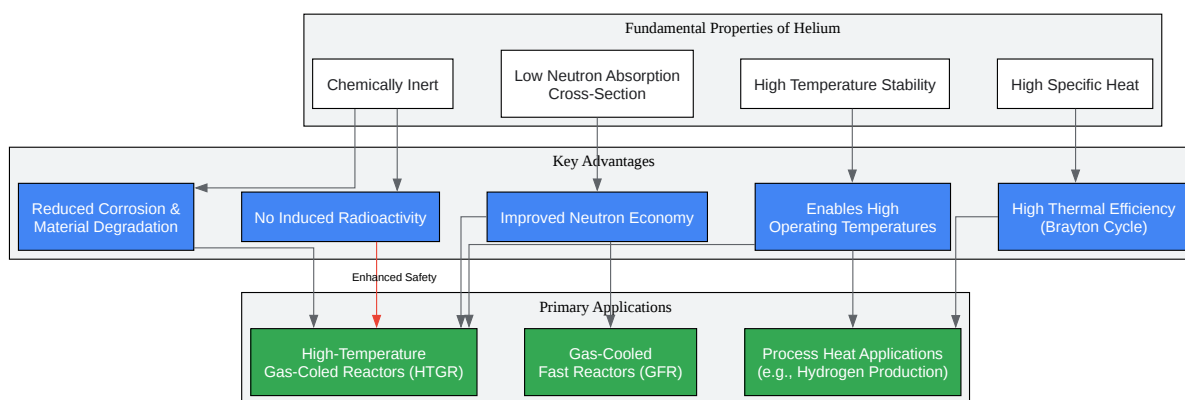 Fundamental Properties of Helium
Chemically Inert
Low Neutron Absorption
Cross-Section
High Temperature Stability
High Specific Heat
Key Advantages
Reduced Corrosion &
Material Degradation
No Induced Radioactivity
Improved Neutron Economy
Enables High
Operating Temperatures
High Thermal Efficiency
(Brayton Cycle)
Enhanced Safety
Primary Applications
High-Temperature
Gas-Coled Reactors (HTGR)
Gas-Cooled
Fast Reactors (GFR)
Process Heat Applications
(e.g., Hydrogen Production)